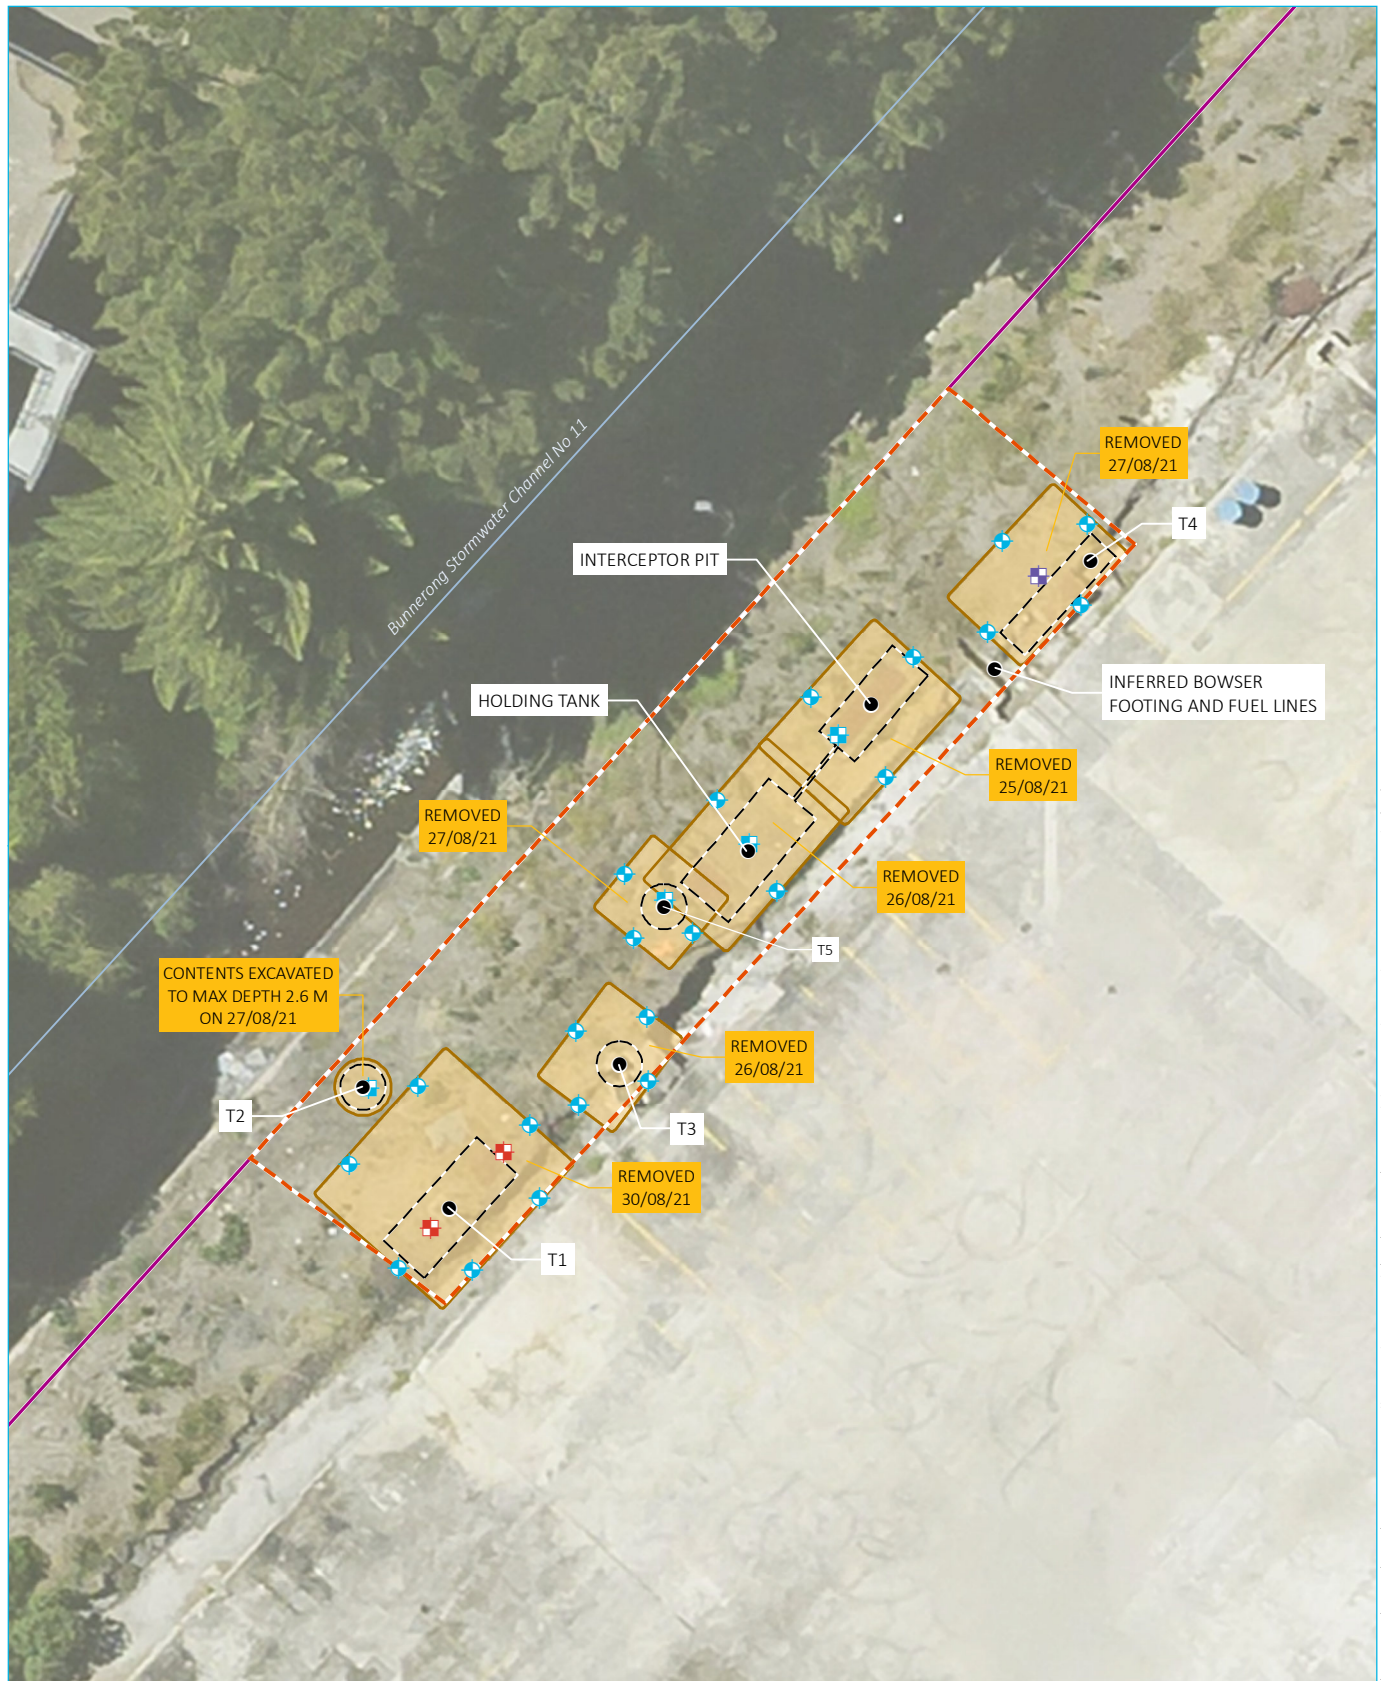 Bunnerong Stormwater Channel No 11
REMOVED
27/08/21
T4
INTERCEPTOR PIT
INFERRED BOWSER
FOOTING AND FUEL LINES
HOLDING TANK
REMOVED
25/08/21
REMOVED
27/08/21
REMOVED
26/08/21
T5
CONTENTS EXCAVATED
TO MAX DEPTH 2.6 M
ON 27/08/21
REMOVED
26/08/21
T2
T3
REMOVED
30/08/21
T1